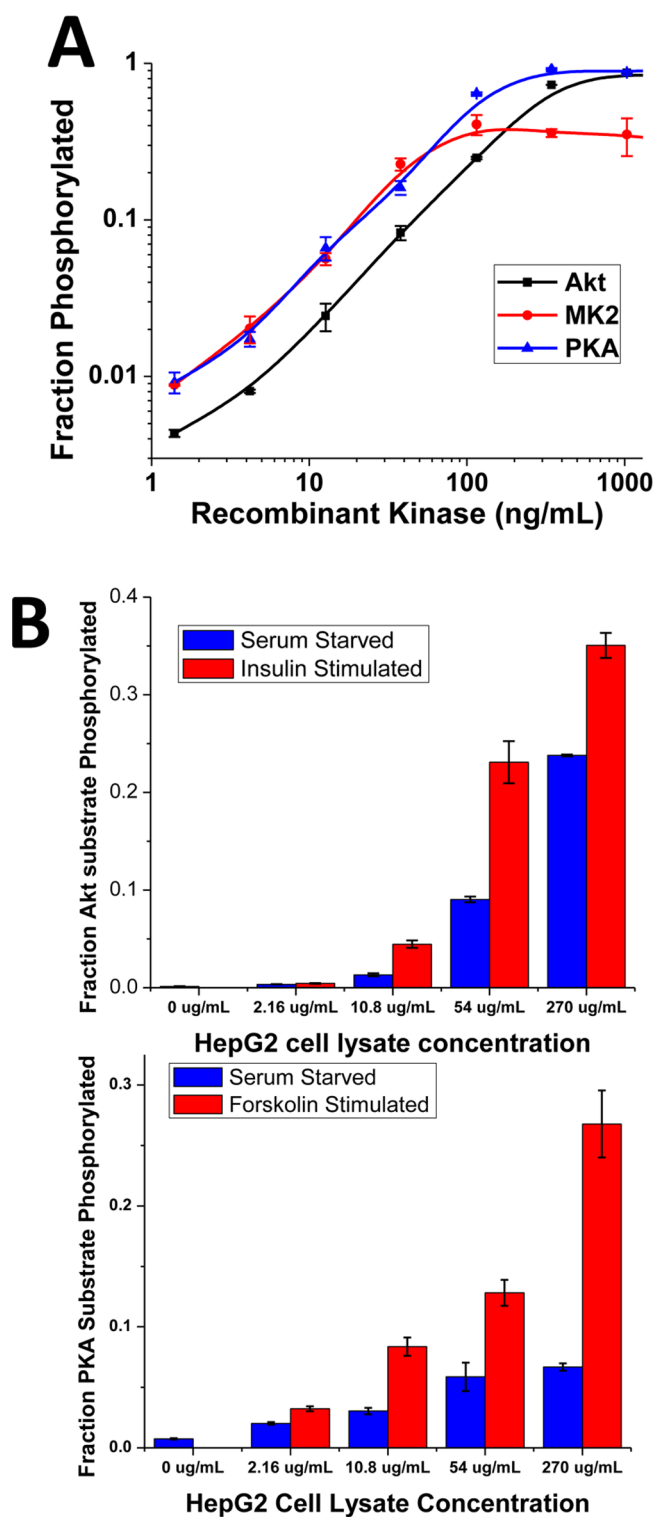 A
Fraction Phosphorylated
1
0.1
0.01
Akt
MK2
PKA
1 10 100 1000
Recombinant Kinase (ng/mL)
B
Fraction Akt substrate Phosphorylated
0.4
0.3
0.2
0.1
0.0
Serum Starved
Insulin Stimulated
0 ug/mL 2.16 ug/mL 10.8 ug/mL 54 ug/mL 270 ug/mL
HepG2 cell lysate concentration
Fraction PKA Substrate Phosphorylated
0.3
0.2
0.1
0.0
Serum Starved
Forskolin Stimulated
0 ug/mL 2.16 ug/mL 10.8 ug/mL 54 ug/mL 270 ug/mL
HepG2 Cell Lysate Concentration